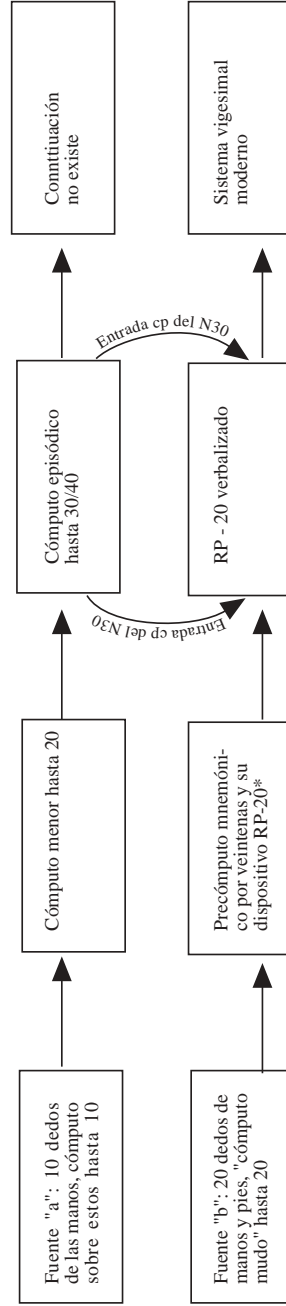 Fuente "a": 10 dedos
de las manos, cómputo
sobre estos hasta 10
Cómputo menor hasta 20
Cómputo episódico
hasta 30/40
Conntituación
no existe
Entrada cp del N30
Entrada cp del N30
Fuente "b": 20 dedos de
manos y pies, "cómputo
mudo" hasta 20
Precómputo mnemóni-
co por veintenas y su
dispositivo RP-20*
RP - 20 verbalizado
Sistema vigesimal
moderno